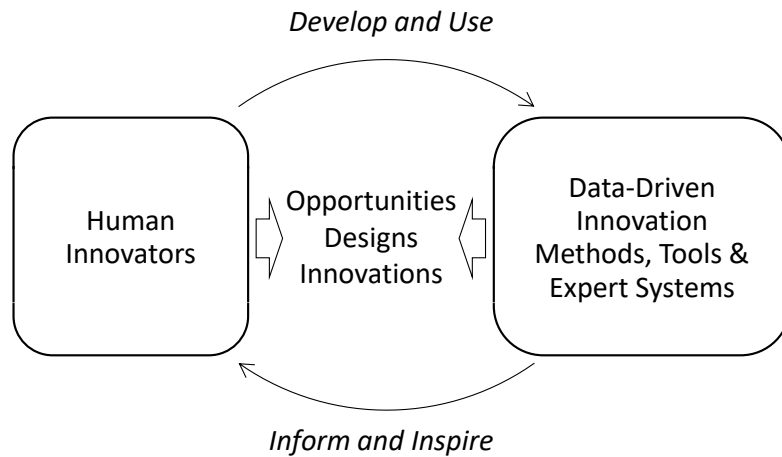 Develop and Use
Human
Innovators
Opportunities
Designs
Innovations
Data-Driven
Innovation
Methods, Tools &
Expert Systems
Inform and Inspire